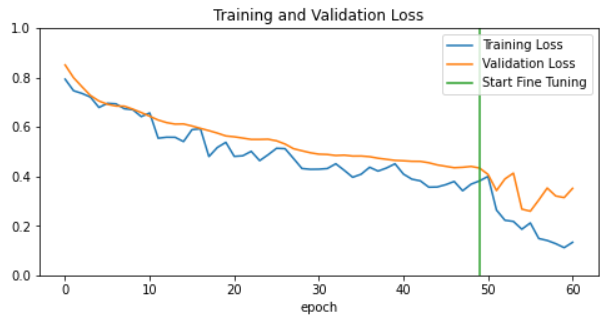 Training and Validation Loss
1.0
0.8
0.6
0.4
0.2
0.0
Training Loss
Validation Loss
Start Fine Tuning
0 10 20 30 40 50 60
epoch